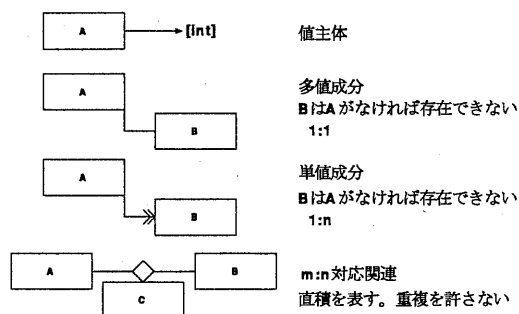 A [int] 値主体
A 多値成分
BはAがなければ存在できない
B 1:1
A 単値成分
BはAがなければ存在できない
B 1:n
A B m:n対応関連
C 直積を表す。重複を許さない